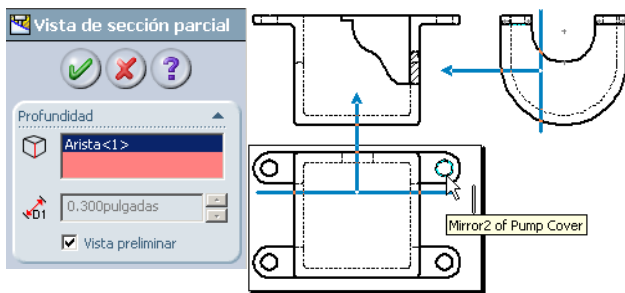 Vista de sección parcial
Profundidad
Arista<1>
D1
0.300pulgadas
Vista preliminar
Mirror2 of Pump Cover